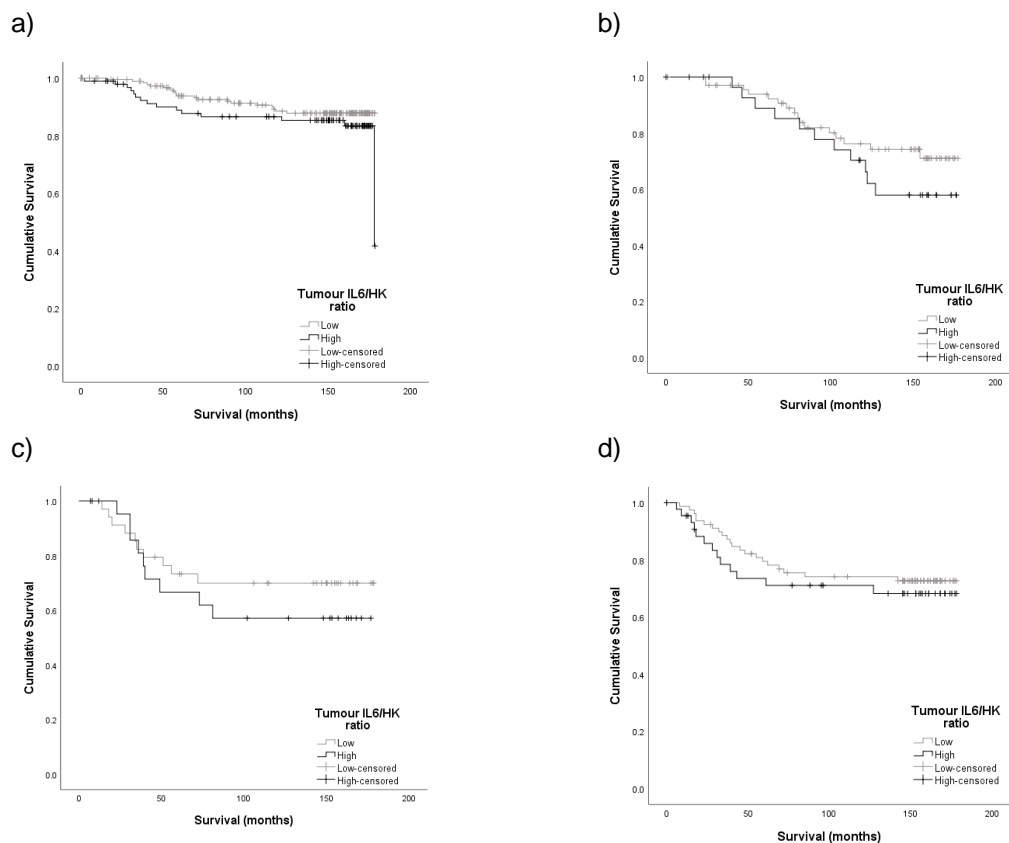 a)
1.0
0.8
0.6
0.4
0.2
0.0
Cumulative Survival
0 50 100 150 200
Survival (months)
Tumour IL6/HK
ratio
Low
High
Low-censored
High-censored
b)
1.0
0.8
0.6
0.4
0.2
0.0
Cumulative Survival
0 50 100 150 200
Survival (months)
Tumour IL6/HK
ratio
Low
High
Low-censored
High-censored
c)
1.0
0.8
0.6
0.4
0.2
0.0
Cumulative Survival
0 50 100 150 200
Survival (months)
Tumour IL6/HK
ratio
Low
High
Low-censored
High-censored
d)
1.0
0.8
0.6
0.4
0.2
0.0
Cumulative Survival
0 50 100 150 200
Survival (months)
Tumour IL6/HK
ratio
Low
High
Low-censored
High-censored